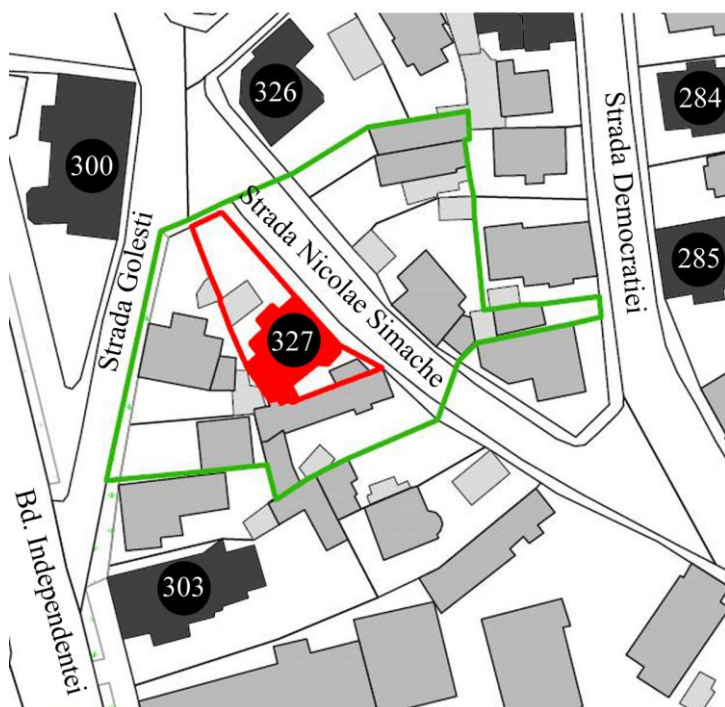 326
284
300
Strada Democratiei
Strada Golesti
Strada Nicolae Simache
285
327
Bd. Independentei
303